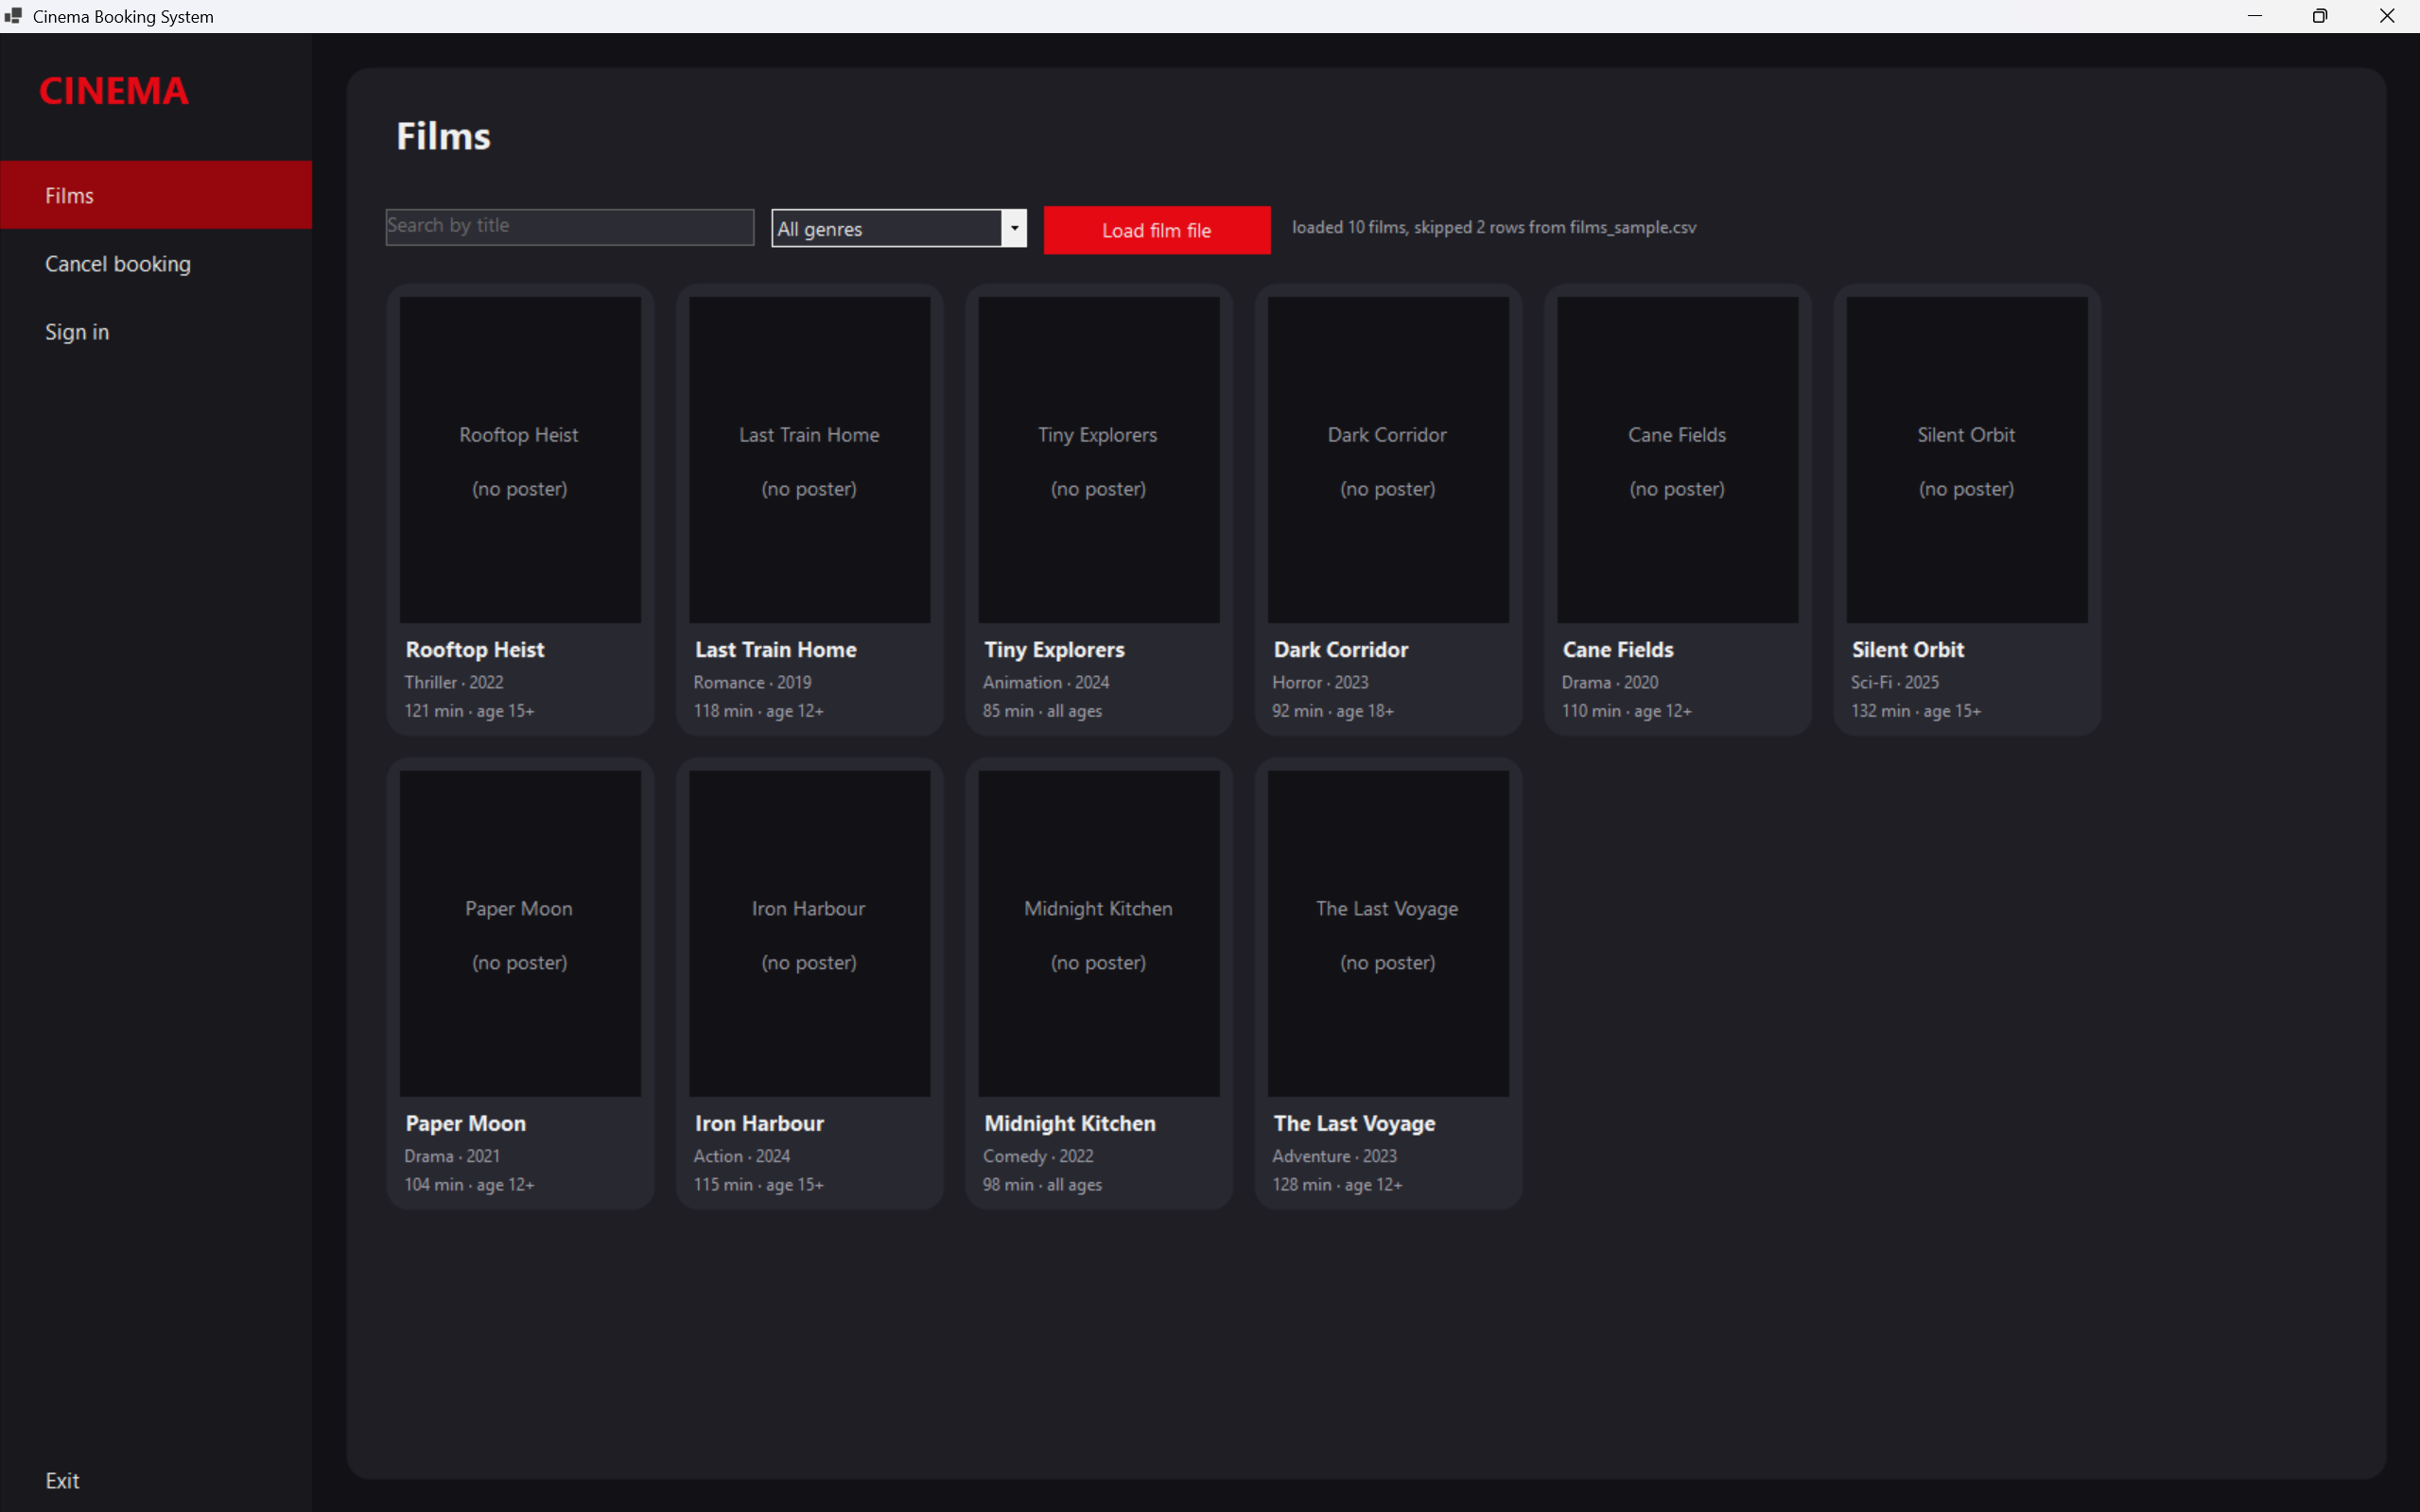 Cinema Booking System
CINEMA
Films
Cancel booking
Sign in
Exit
Films
Search by title
All genres
Load film file
loaded 10 films, skipped 2 rows from films_sample.csv
Rooftop Heist
(no poster)
Rooftop Heist
Thriller · 2022
121 min · age 15+
Last Train Home
(no poster)
Last Train Home
Romance · 2019
118 min · age 12+
Tiny Explorers
(no poster)
Tiny Explorers
Animation · 2024
85 min · all ages
Dark Corridor
(no poster)
Dark Corridor
Horror · 2023
92 min · age 18+
Cane Fields
(no poster)
Cane Fields
Drama · 2020
110 min · age 12+
Silent Orbit
(no poster)
Silent Orbit
Sci-Fi · 2025
132 min · age 15+
Paper Moon
(no poster)
Paper Moon
Drama · 2021
104 min · age 12+
Iron Harbour
(no poster)
Iron Harbour
Action · 2024
115 min · age 15+
Midnight Kitchen
(no poster)
Midnight Kitchen
Comedy · 2022
98 min · all ages
The Last Voyage
(no poster)
The Last Voyage
Adventure · 2023
128 min · age 12+